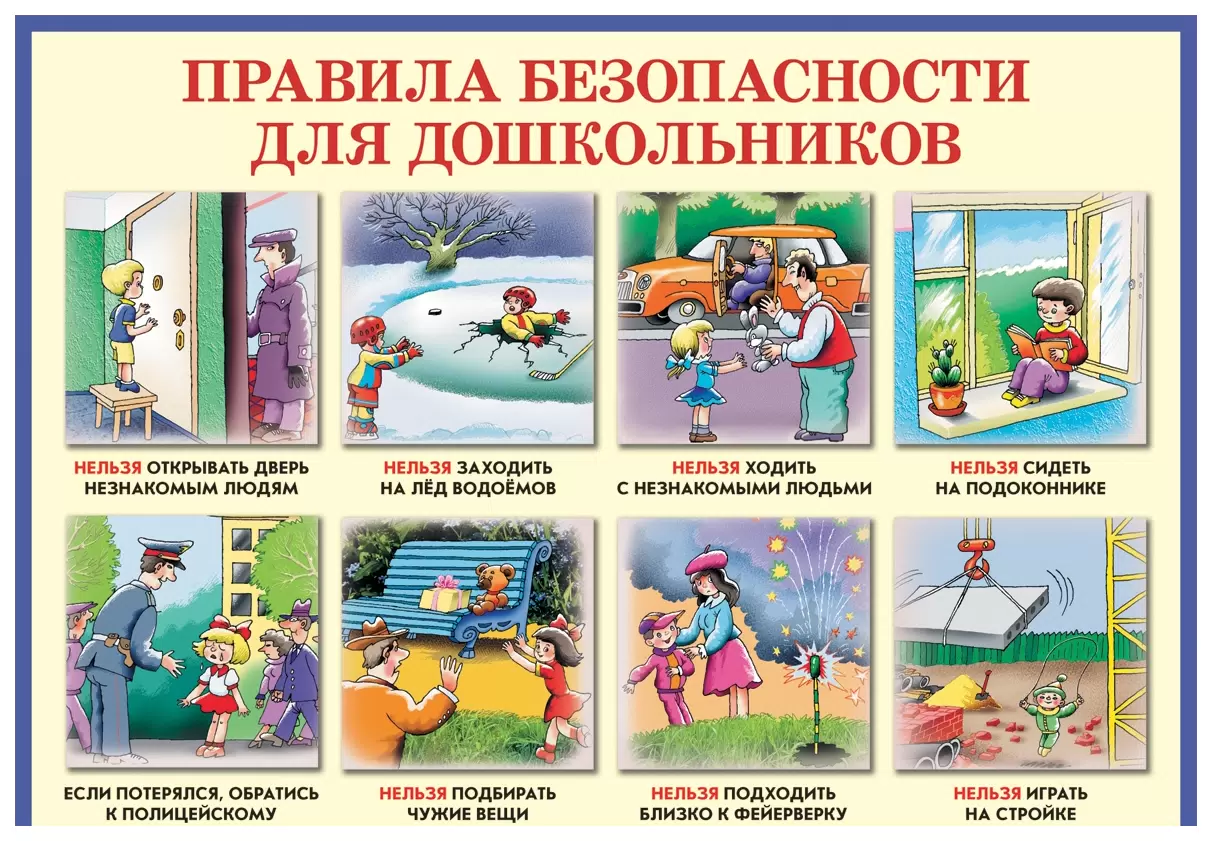 ПРАВИЛА БЕЗОПАСНОСТИ
ДЛЯ ДОШКОЛЬНИКОВ
НЕЛЬЗЯ ОТКРЫВАТЬ ДВЕРЬ
НЕЗНАКОМЫМ ЛЮДЯМ
НЕЛЬЗЯ ЗАХОДИТЬ
НА ЛЁД ВОДОЁМОВ
НЕЛЬЗЯ ХОДИТЬ
С НЕЗНАКОМЫМИ ЛЮДЬМИ
НЕЛЬЗЯ СИДЕТЬ
НА ПОДОКОННИКЕ
ЕСЛИ ПОТЕРЯЛСЯ, ОБРАТИСЬ
К ПОЛИЦЕЙСКОМУ
НЕЛЬЗЯ ПОДБИРАТЬ
ЧУЖИЕ ВЕЩИ
НЕЛЬЗЯ ПОДХОДИТЬ
БЛИЗКО К ФЕЙЕРВЕРКУ
НЕЛЬЗЯ ИГРАТЬ
НА СТРОЙКЕ